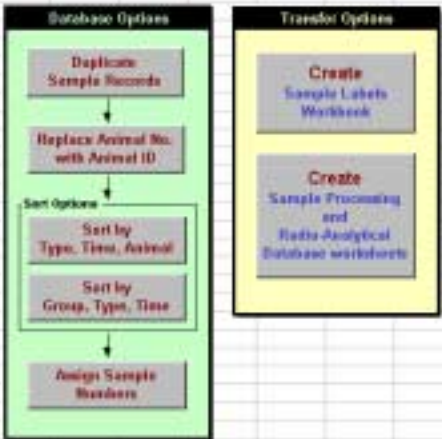 Database Options
Duplicate
Sample Records
Replace Animal No.
with Animal ID
Sort Options
Sort by
Type, Time, Animal
Sort by
Group, Type, Time
Assign Sample
Numbers
Transfer Options
Create
Sample Labels
Workbook
Create
Sample Processing
and
Radio-Analytical
Database worksheets